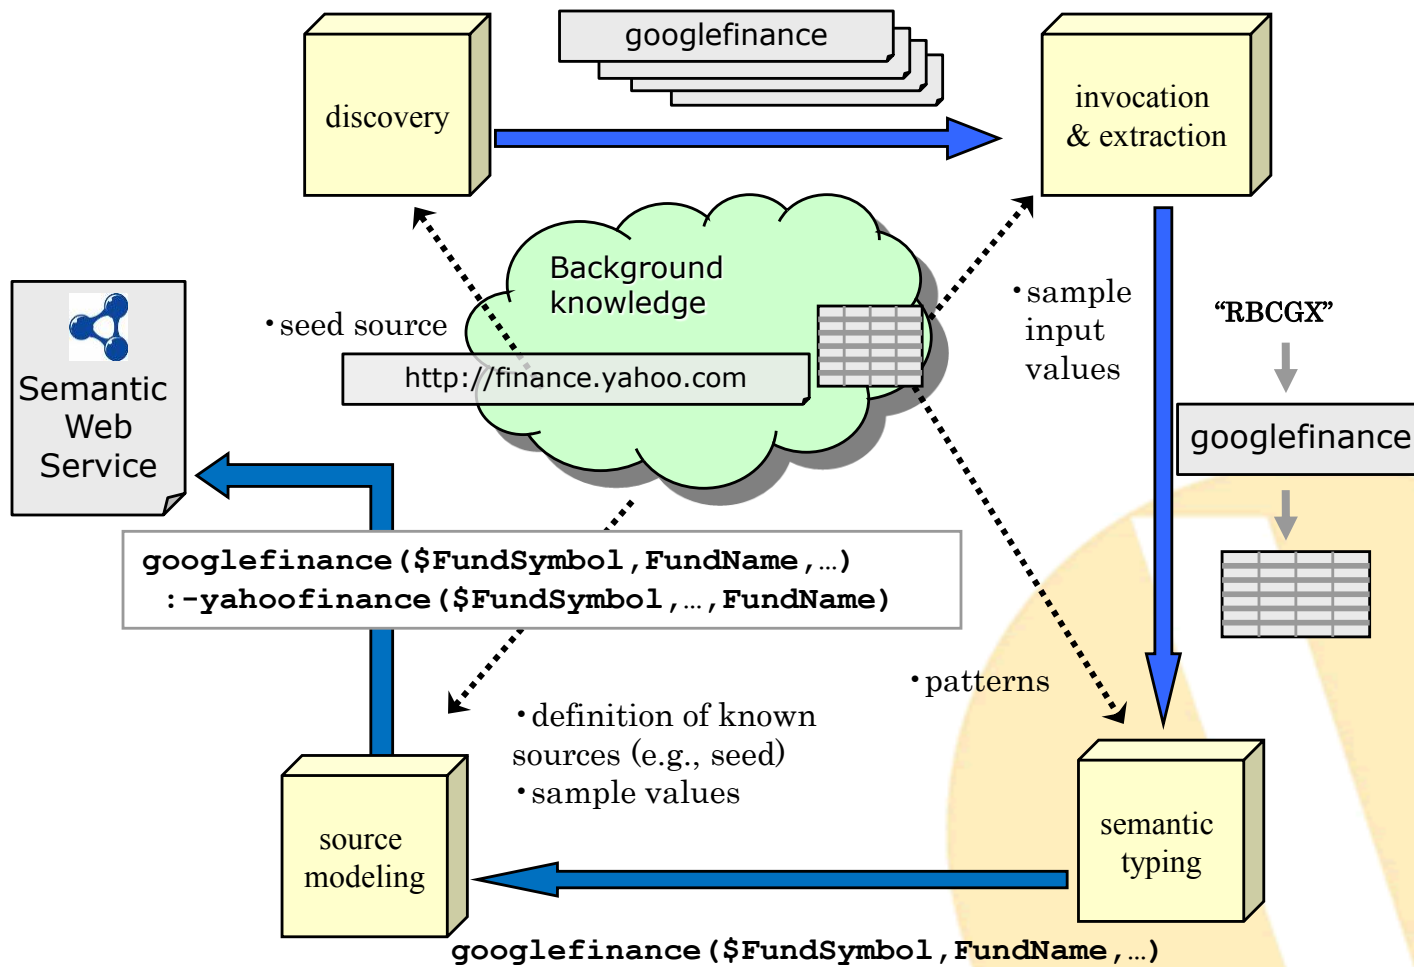 googlefinance
discovery
invocation
& extraction
Background
knowledge
•seed source
http://finance.yahoo.com
•sample
input
values
“RBCGX”
googlefinance
Semantic
Web
Service
googlefinance($FundSymbol,FundName,…)
:-yahoofinance($FundSymbol,…,FundName)
•patterns
•definition of known
sources (e.g., seed)
•sample values
source
modeling
semantic
typing
googlefinance($FundSymbol,FundName,…)